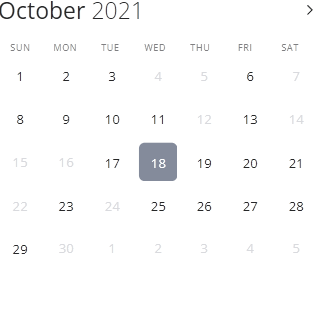 October 2021
SUN MON TUE WED THU FRI SAT
1 2 3 4 5 6 7
8 9 10 11 12 13 14
15 16 17 18 19 20 21
22 23 24 25 26 27 28
29 30 1 2 3 4 5